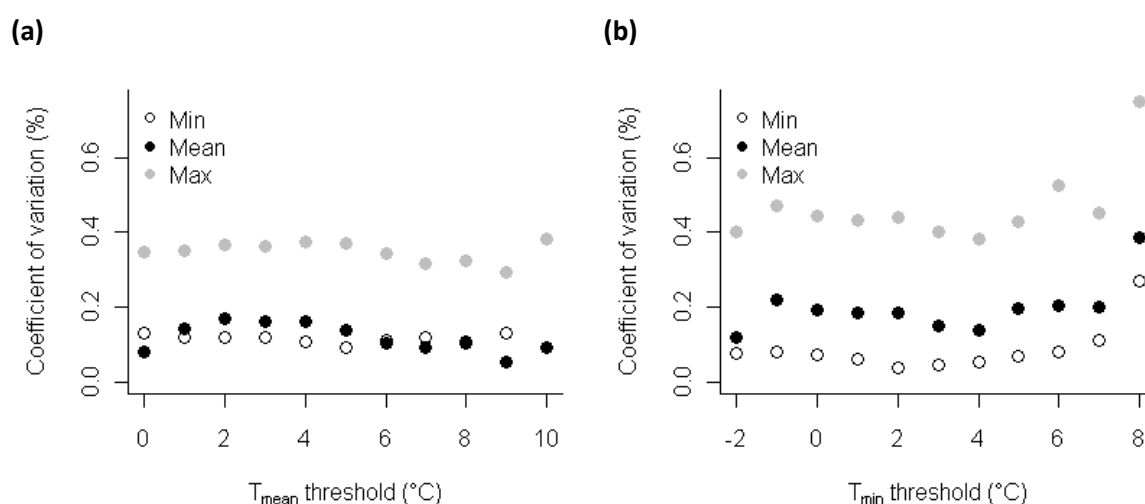 (a)
Coefficient of variation (%)
0.0 0.2 0.4 0.6
Min
Mean
Max
0 2 4 6 8 10
Tmean threshold (°C)
(b)
Coefficient of variation (%)
0.0 0.2 0.4 0.6
Min
Mean
Max
-2 0 2 4 6 8
Tmin threshold (°C)